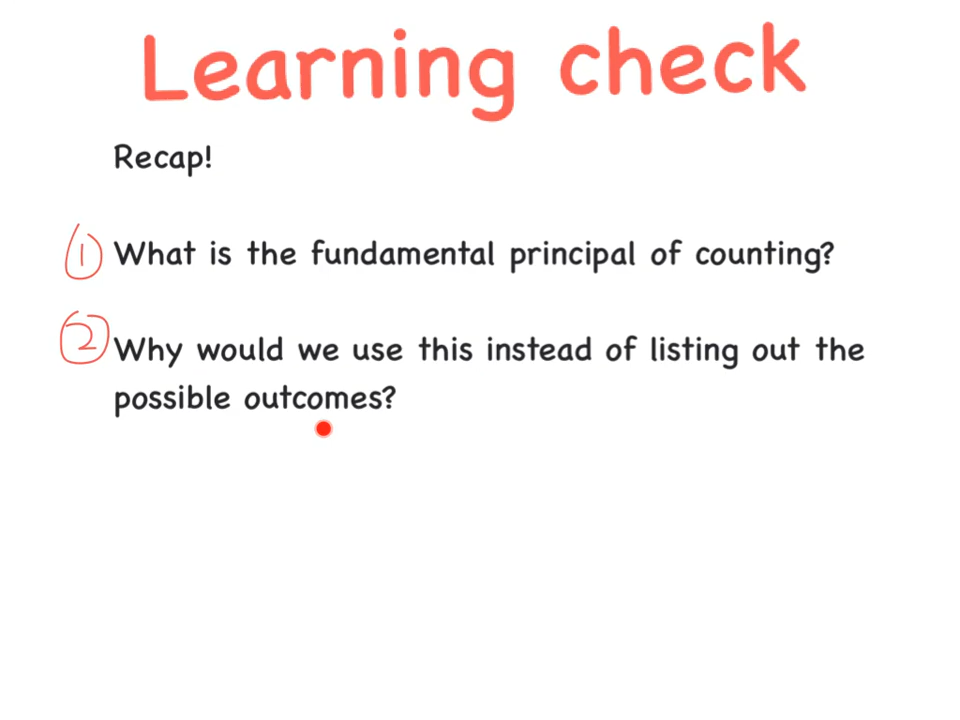 Learning check
Recap!
1 What is the fundamental principal of counting?
2 Why would we use this instead of listing out the
possible outcomes?